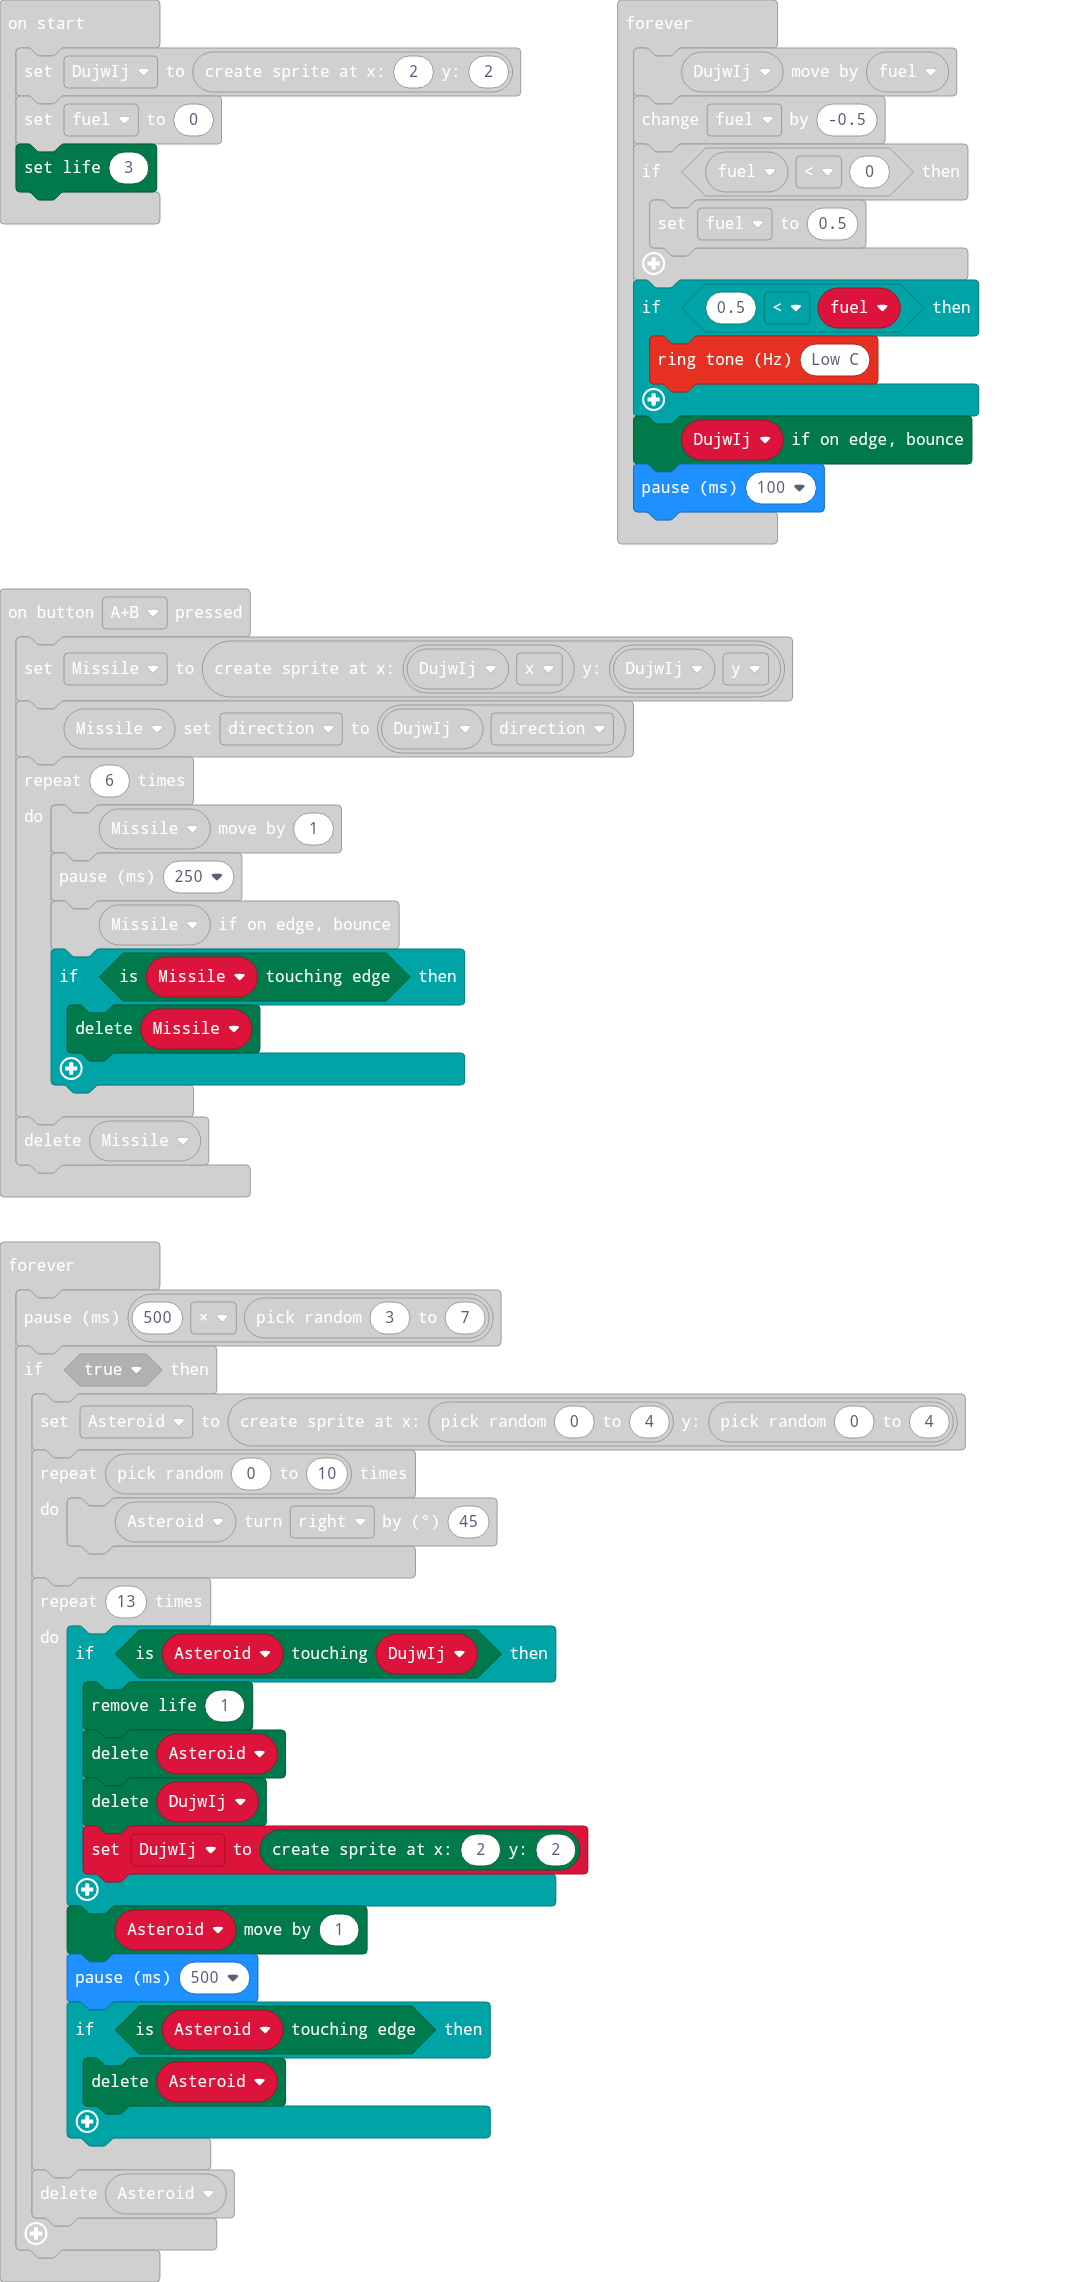 on start
set DujwIj to create sprite at x: 2 y: 2
set fuel to 0
set life 3
forever
DujwIj move by fuel
change fuel by -0.5
if fuel < 0 then
set fuel to 0.5
if 0.5 < fuel then
ring tone (Hz) Low C
DujwIj if on edge, bounce
pause (ms) 100
on button A+B pressed
set Missile to create sprite at x: DujwIj x y: DujwIj y
Missile set direction to DujwIj direction
repeat 6 times
do Missile move by 1
pause (ms) 250
Missile if on edge, bounce
if is Missile touching edge then
delete Missile
delete Missile
forever
pause (ms) 500 × pick random 3 to 7
if true then
set Asteroid to create sprite at x: pick random 0 to 4 y: pick random 0 to 4
repeat pick random 0 to 10 times
do Asteroid turn right by (°) 45
repeat 13 times
do if is Asteroid touching DujwIj then
remove life 1
delete Asteroid
delete DujwIj
set DujwIj to create sprite at x: 2 y: 2
Asteroid move by 1
pause (ms) 500
if is Asteroid touching edge then
delete Asteroid
delete Asteroid